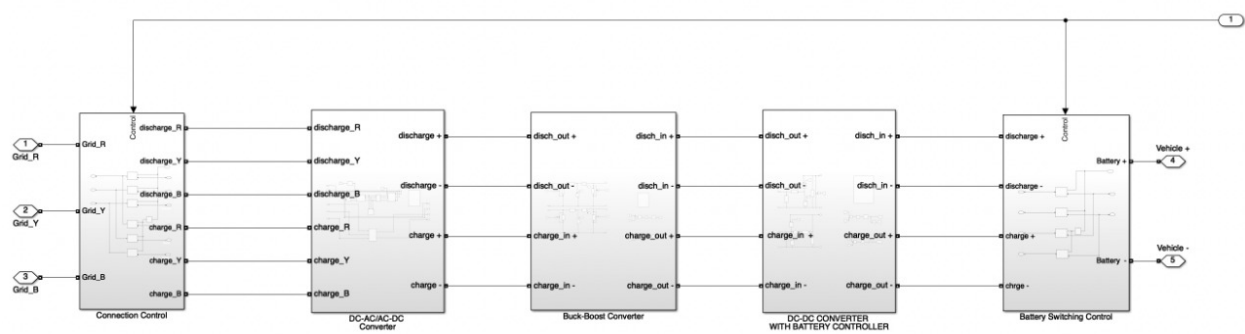 1
Control
Control
discharge_R
discharge_R
discharge +
disch_out +
disch_in +
disch_out +
disch_in +
discharge +
1
Grid_R
Grid_R
Vehicle +
discharge_Y
discharge_Y
Battery +
4
discharge -
disch_out -
disch_in -
disch_out -
disch_in -
discharge -
discharge_B
discharge_B
2
Grid_Y
Grid_Y
charge_R
charge_R
charge +
charge_in +
charge_out +
charge_in +
charge_out +
charge +
Vehicle -
charge_Y
charge_Y
Battery -
5
3
Grid_B
Grid_B
charge_B
charge_B
charge -
charge_in -
charge_out -
charge_in -
charge_out -
chrge -
Connection Control
DC-AC/AC-DC
Converter
Buck-Boost Converter
DC-DC CONVERTER
WITH BATTERY CONTROLLER
Battery Switching Control